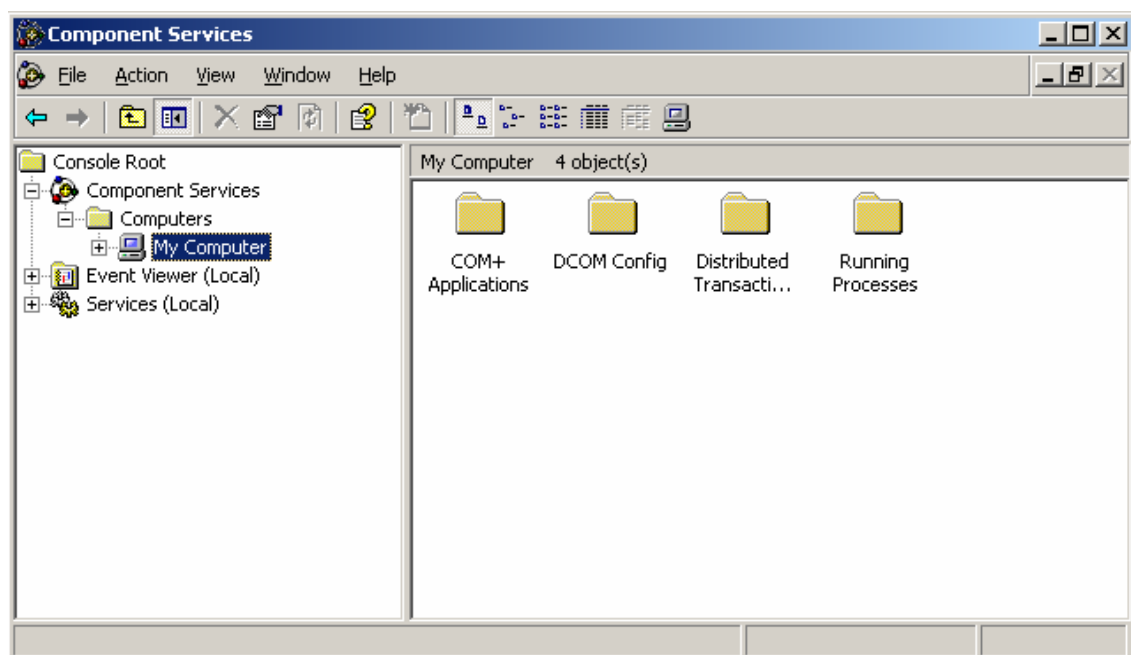 Component Services
File Action View Window Help
Console Root
Component Services
Computers
My Computer
Event Viewer (Local)
Services (Local)
My Computer 4 object(s)
COM+
Applications
DCOM Config
Distributed
Transacti...
Running
Processes